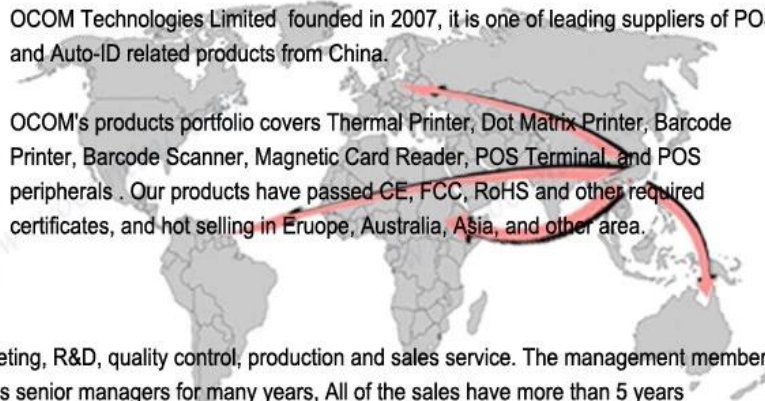 OCOM Technologies Limited founded in 2007, it is one of leading suppliers of POS
and Auto-ID related products from China.
OCOM's products portfolio covers Thermal Printer, Dot Matrix Printer, Barcode
Printer, Barcode Scanner, Magnetic Card Reader, POS Terminal, and POS
peripherals . Our products have passed CE, FCC, RoHS and other required
certificates, and hot selling in Eruope, Australia, Asia, and other area.
eting, R&D, quality control, production and sales service. The management member
s senior managers for many years, All of the sales have more than 5 years